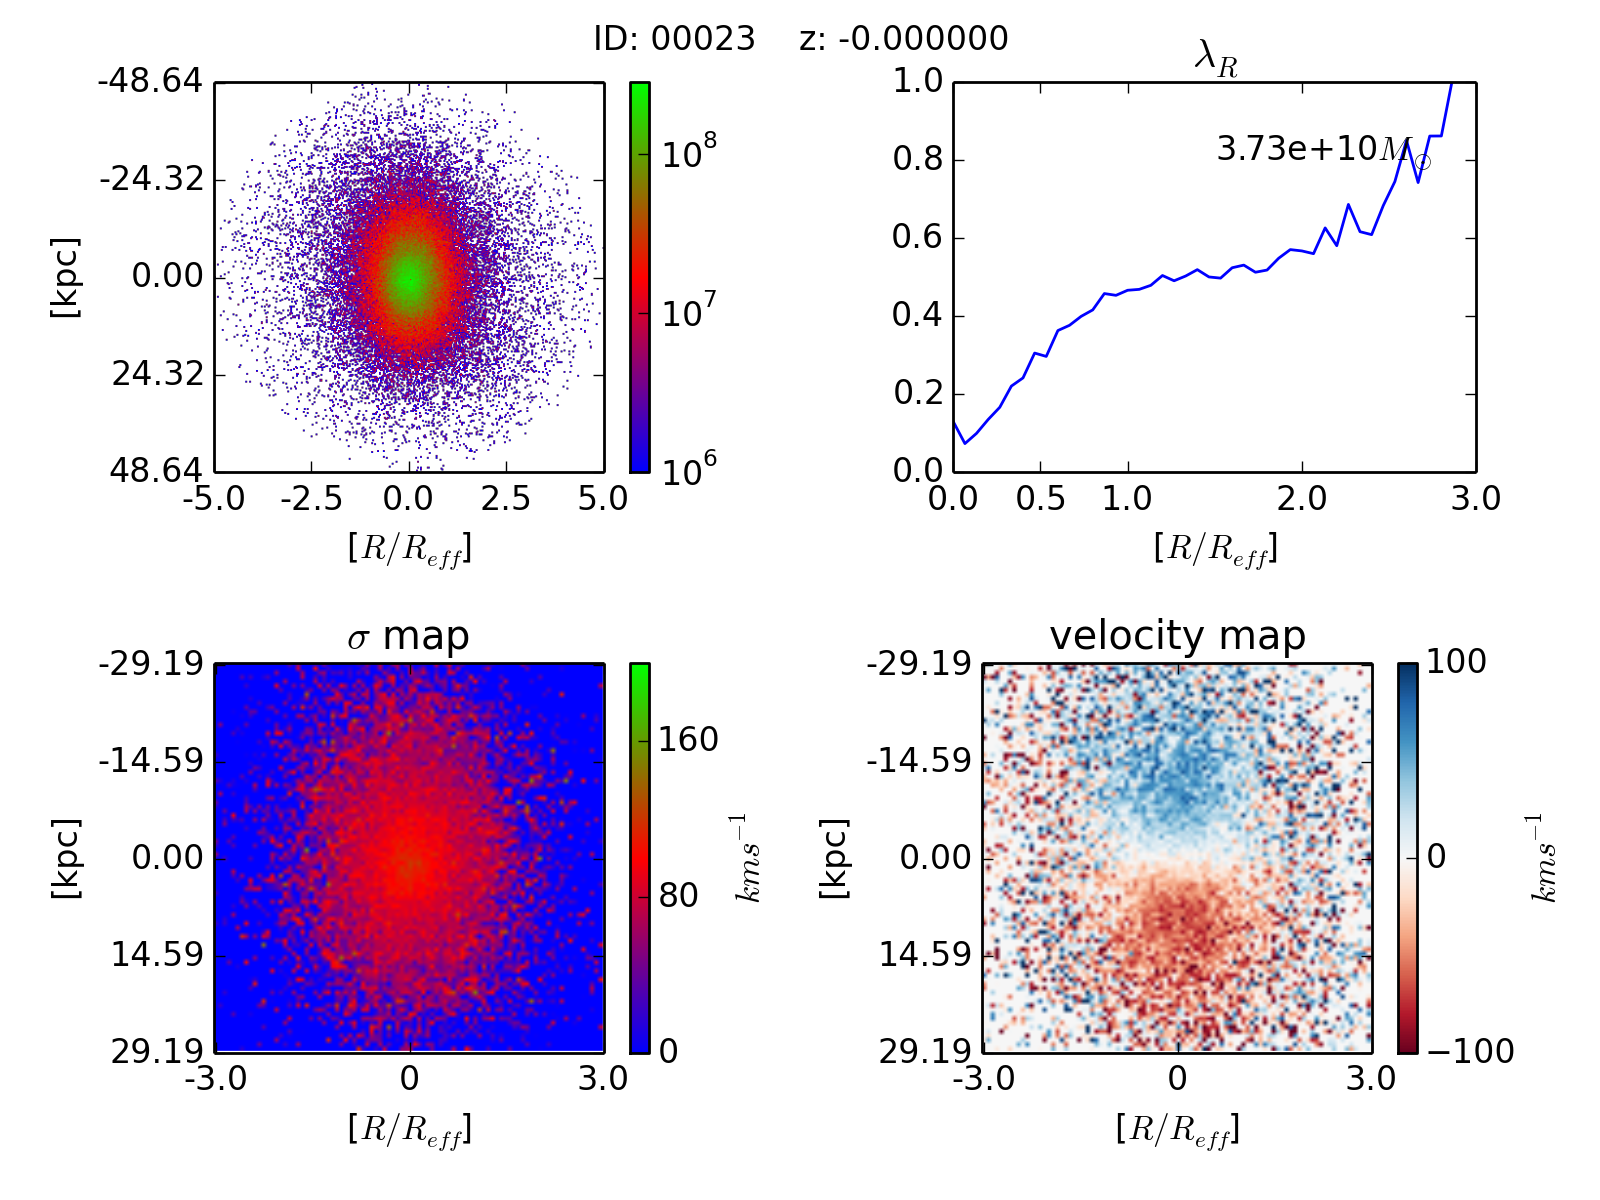 ID: 00023 z: -0.000000
-48.64
-24.32
0.00
24.32
48.64
[kpc]
-5.0 -2.5 0.0 2.5 5.0
[R/R_eff]
10^8
10^7
10^6
λ_R
1.0
0.8
0.6
0.4
0.2
0.0
3.73e+10M_⊙
0.0 0.5 1.0 2.0 3.0
[R/R_eff]
σ map
-29.19
-14.59
0.00
14.59
29.19
[kpc]
-3.0 0 3.0
[R/R_eff]
160
80
0
kms^−1
velocity map
-29.19
-14.59
0.00
14.59
29.19
[kpc]
-3.0 0 3.0
[R/R_eff]
100
0
−100
kms^−1